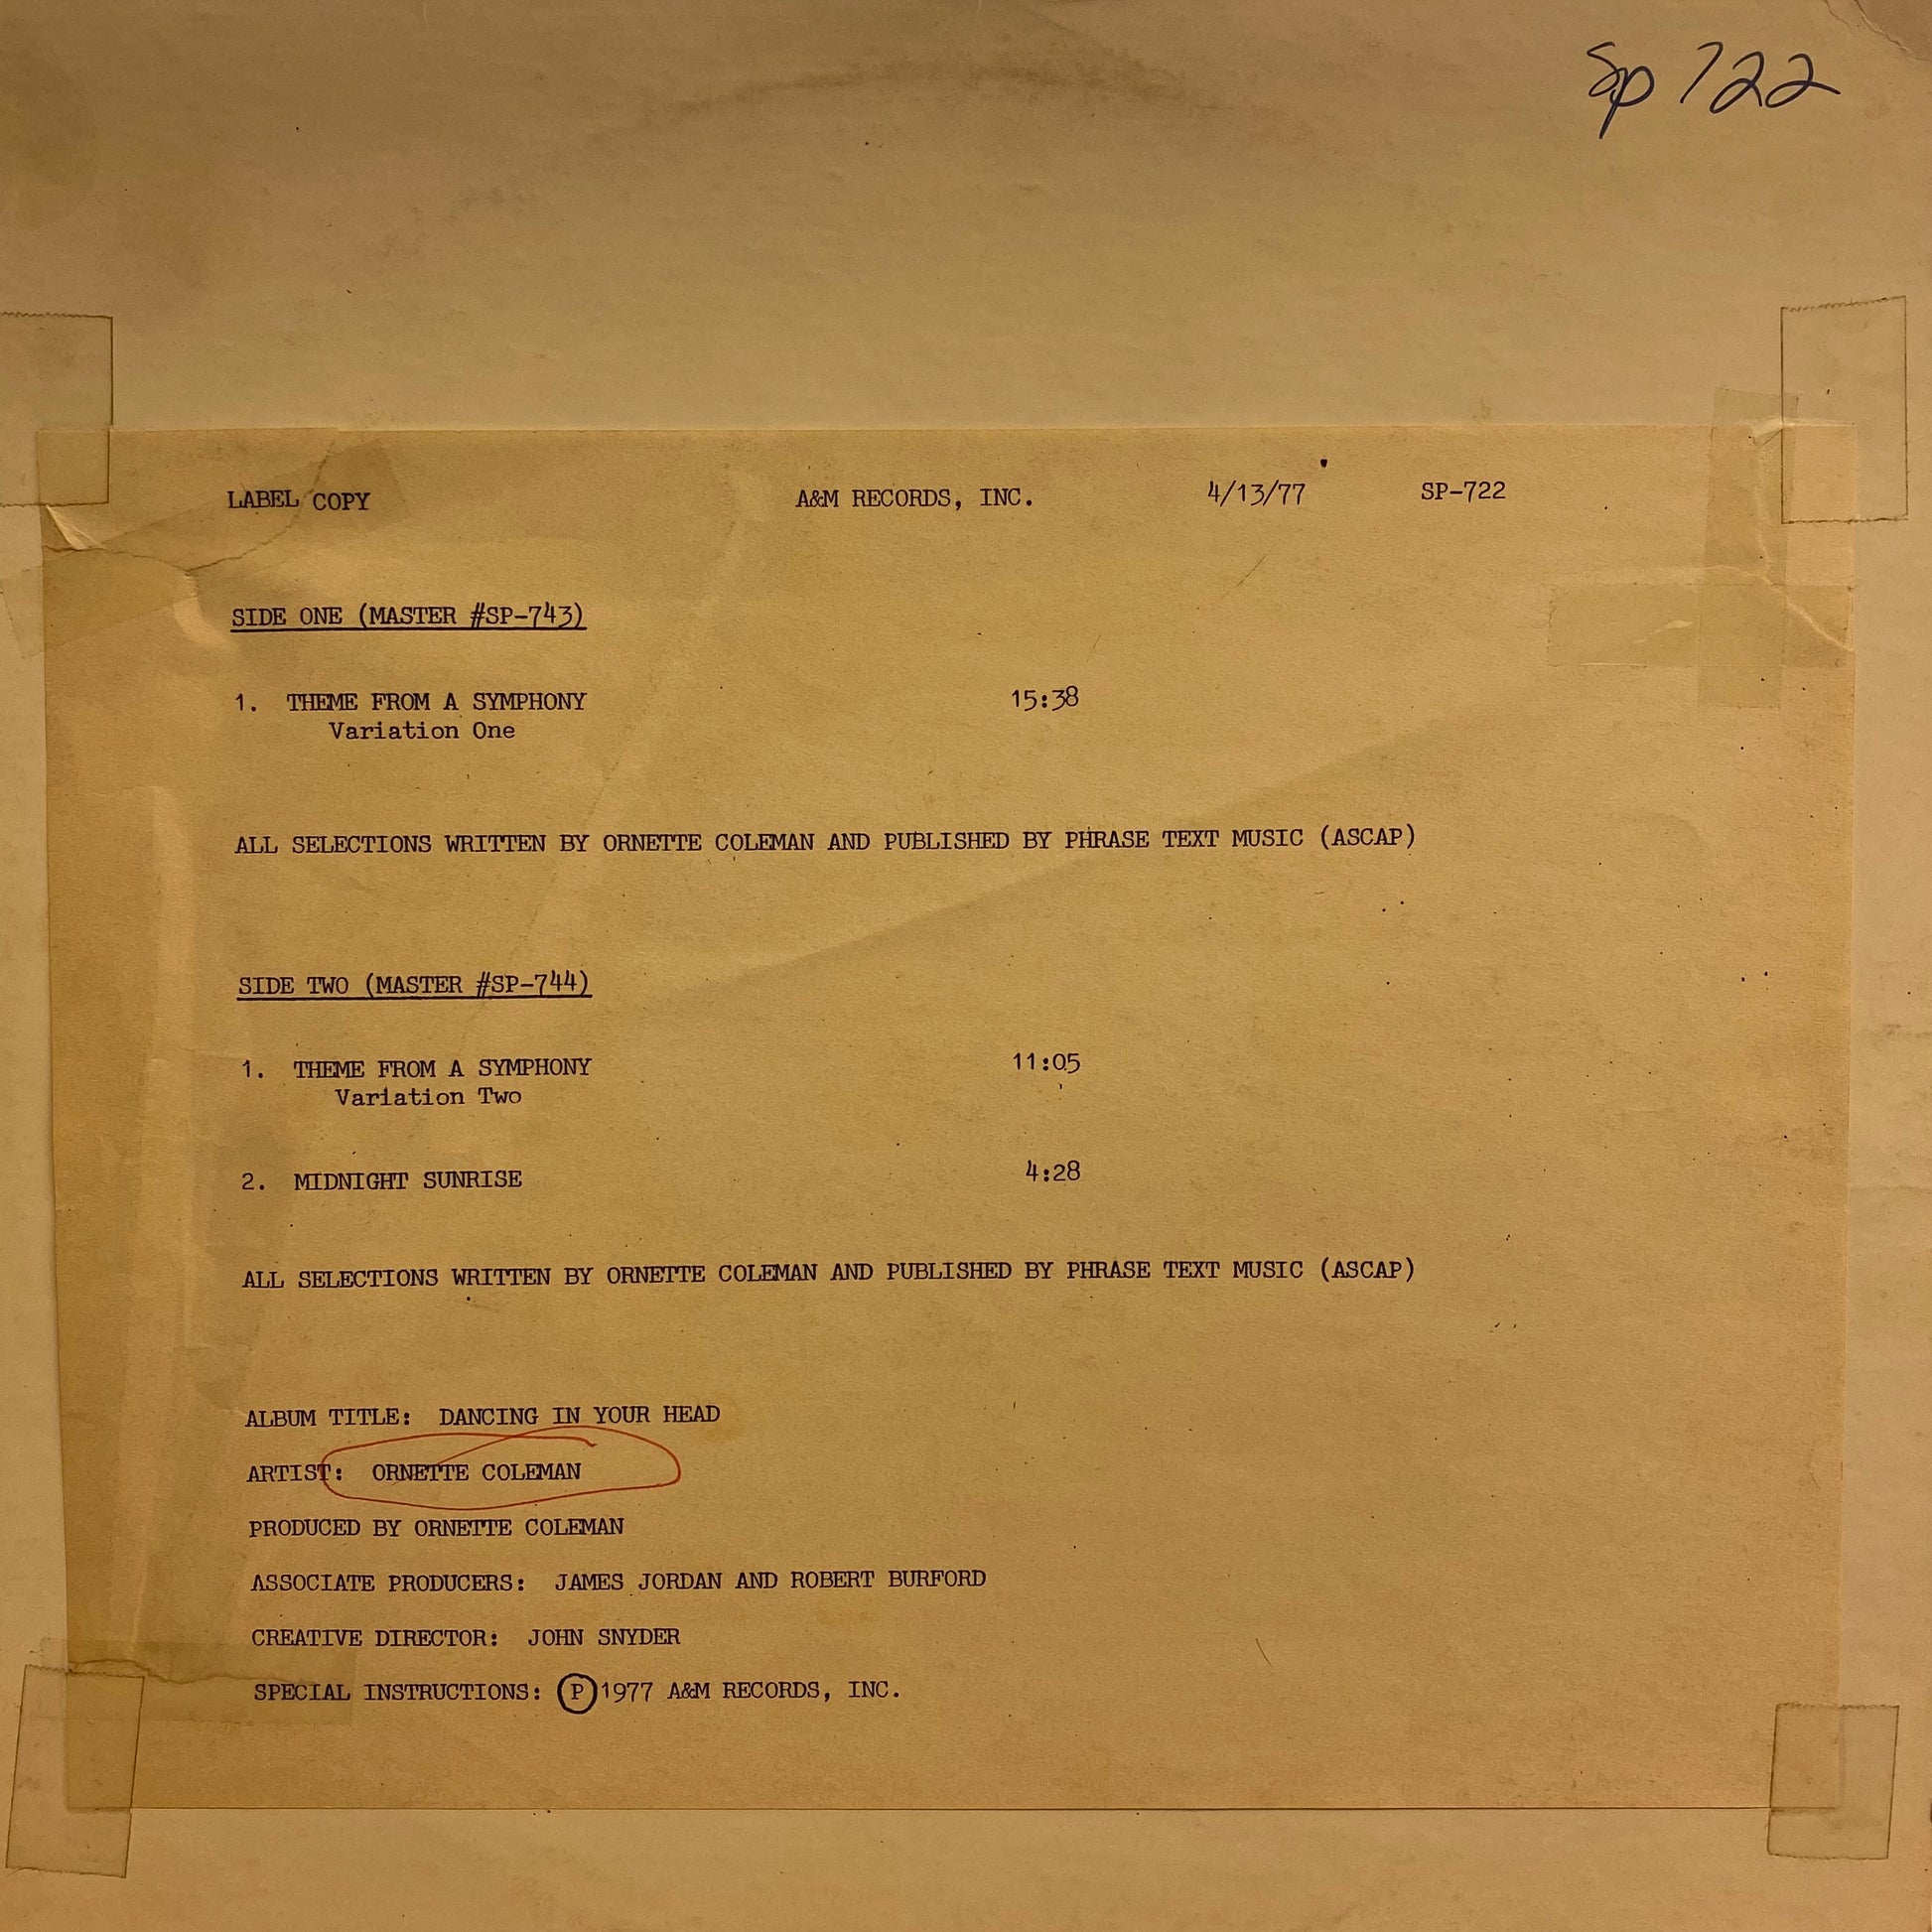 Sp 722
LABEL COPY A&M RECORDS, INC. 4/13/77 SP-722
SIDE ONE (MASTER #SP-743)
1. THEME FROM A SYMPHONY 15:38
Variation One
ALL SELECTIONS WRITTEN BY ORNETTE COLEMAN AND PUBLISHED BY PHRASE TEXT MUSIC (ASCAP)
SIDE TWO (MASTER #SP-744)
1. THEME FROM A SYMPHONY 11:05
Variation Two
2. MIDNIGHT SUNRISE 4:28
ALL SELECTIONS WRITTEN BY ORNETTE COLEMAN AND PUBLISHED BY PHRASE TEXT MUSIC (ASCAP)
ALBUM TITLE: DANCING IN YOUR HEAD
ARTIST: ORNETTE COLEMAN
PRODUCED BY ORNETTE COLEMAN
ASSOCIATE PRODUCERS: JAMES JORDAN AND ROBERT BURFORD
CREATIVE DIRECTOR: JOHN SNYDER
SPECIAL INSTRUCTIONS: Ⓟ1977 A&M RECORDS, INC.